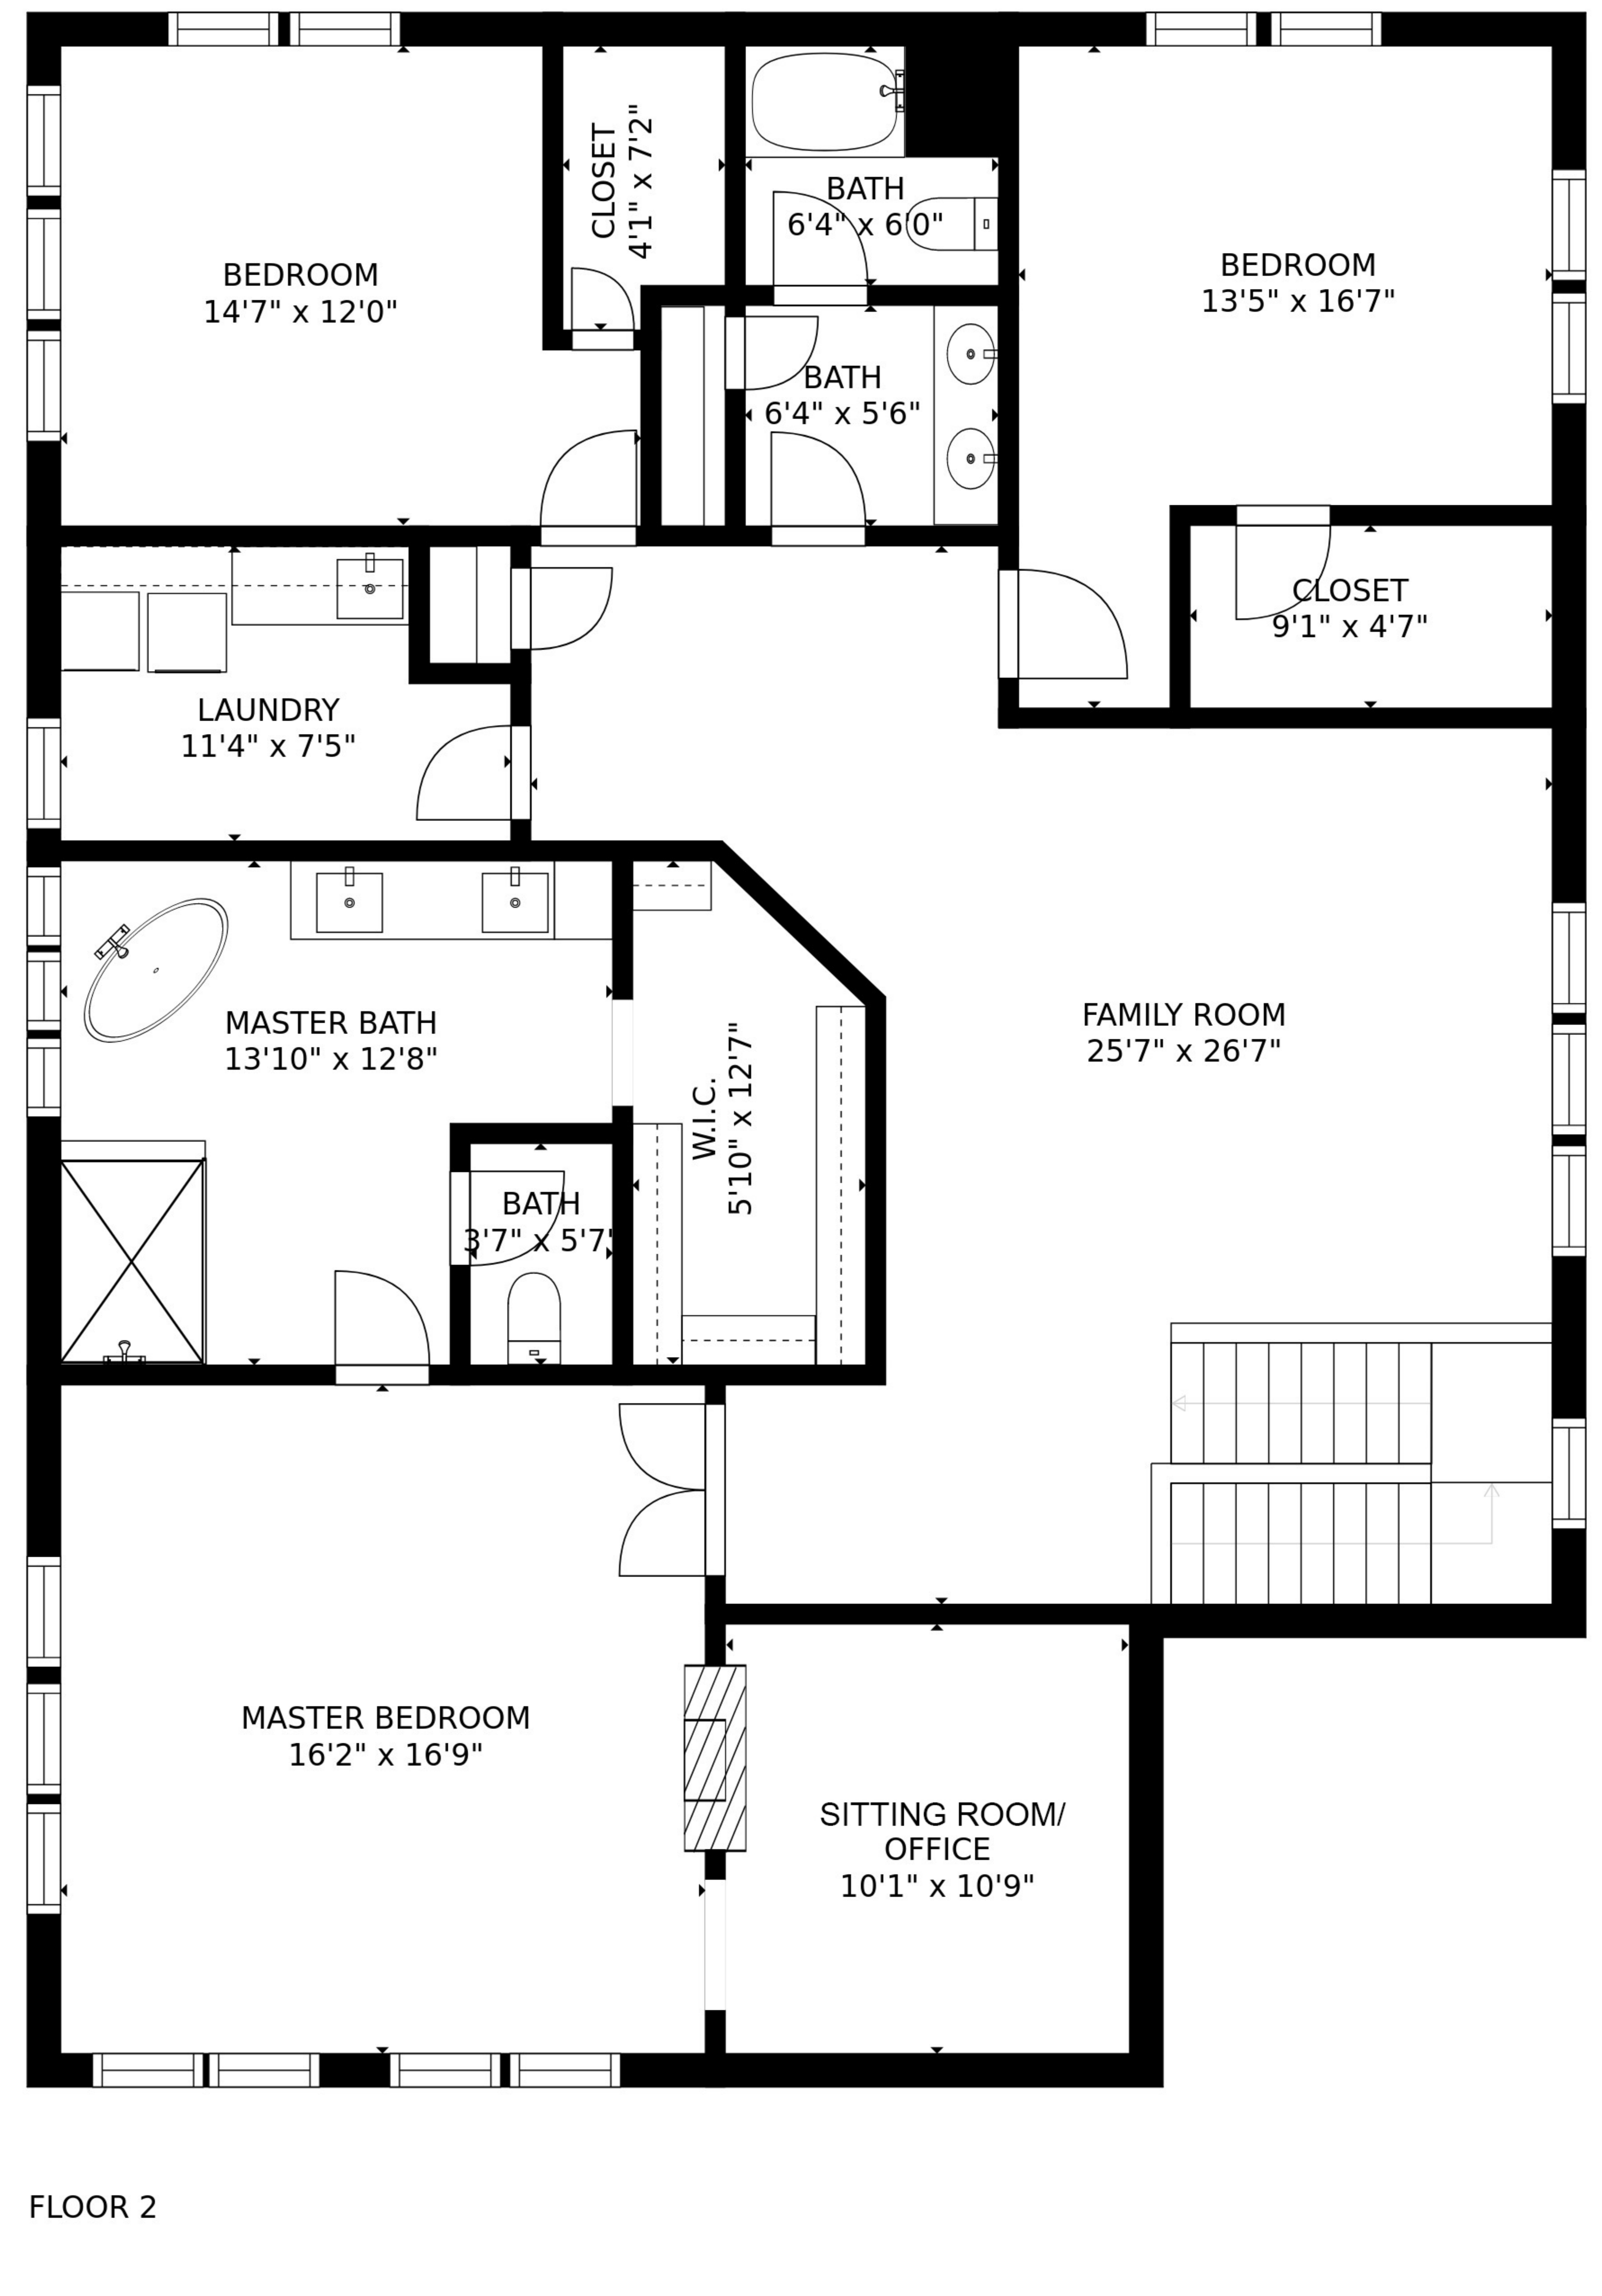 CLOSET
4'1" x 7'2"
BATH
6'4" x 6'0"
BEDROOM
14'7" x 12'0"
BEDROOM
13'5" x 16'7"
BATH
6'4" x 5'6"
CLOSET
9'1" x 4'7"
LAUNDRY
11'4" x 7'5"
MASTER BATH
13'10" x 12'8"
FAMILY ROOM
25'7" x 26'7"
W.I.C.
5'10" x 12'7"
BATH
3'7" x 5'7"
MASTER BEDROOM
16'2" x 16'9"
SITTING ROOM/
OFFICE
10'1" x 10'9"
FLOOR 2